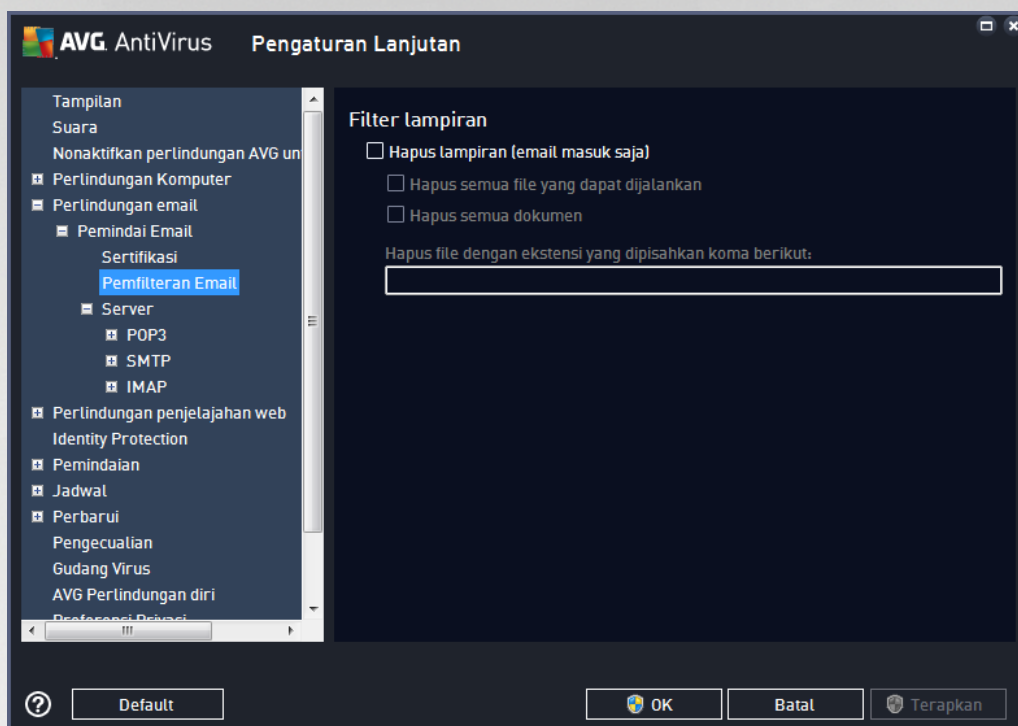 AVG. AntiVirus Pengaturan Lanjutan
Tampilan
Suara
Nonaktifkan perlindungan AVG un
Perlindungan Komputer
Perlindungan email
Pemindai Email
Sertifikasi
Pemfilteran Email
Server
POP3
SMTP
IMAP
Perlindungan penjelajahan web
Identity Protection
Pemindaian
Jadwal
Perbarui
Pengecualian
Gudang Virus
AVG Perlindungan diri
Preferensi Privasi
Filter lampiran
Hapus lampiran (email masuk saja)
Hapus semua file yang dapat dijalankan
Hapus semua dokumen
Hapus file dengan ekstensi yang dipisahkan koma berikut:
? Default
OK
Batal
Terapkan